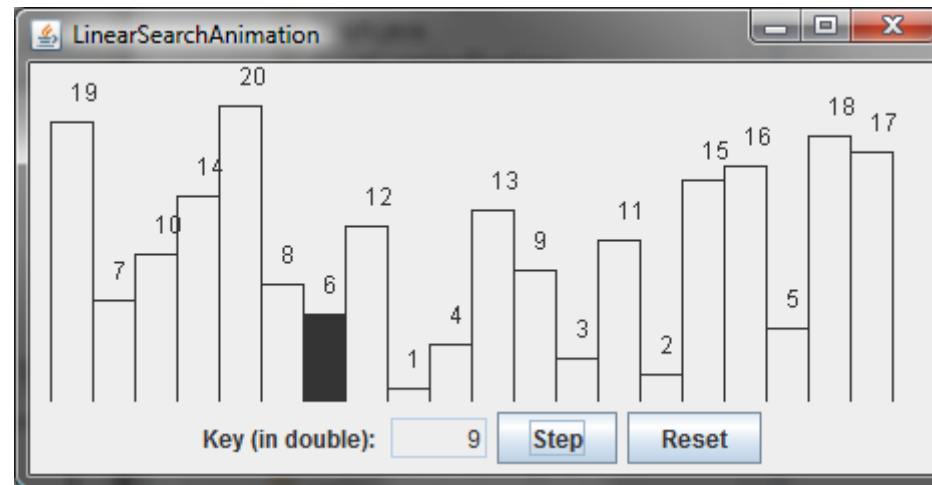 LinearSearchAnimation
19 7 10 14 20 8 6 12 1 4 13 9 3 11 2 15 16 5 18 17
Key (in double): 9 Step Reset